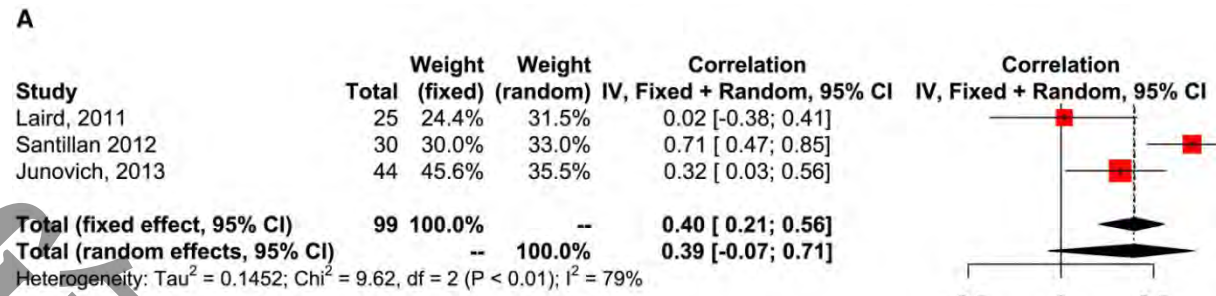 A
Weight Weight Correlation Correlation
Study Total (fixed) (random) IV, Fixed + Random, 95% CI IV, Fixed + Random, 95% CI
Laird, 2011 25 24.4% 31.5% 0.02 [-0.38; 0.41]
Santillan 2012 30 30.0% 33.0% 0.71 [ 0.47; 0.85]
Junovich, 2013 44 45.6% 35.5% 0.32 [ 0.03; 0.56]
Total (fixed effect, 95% CI) 99 100.0% -- 0.40 [ 0.21; 0.56]
Total (random effects, 95% CI) -- 100.0% 0.39 [-0.07; 0.71]
Heterogeneity: Tau² = 0.1452; Chi² = 9.62, df = 2 (P < 0.01); I² = 79%